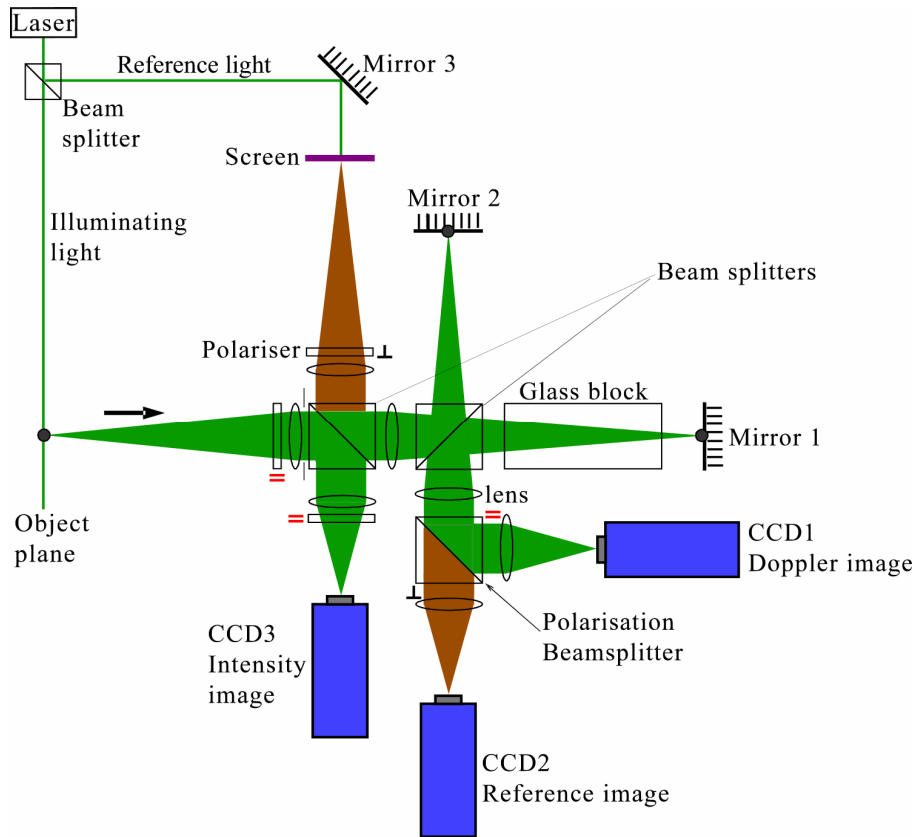 Laser
Reference light
Mirror 3
Beam
splitter
Screen
Mirror 2
Illuminating
light
Beam splitters
Polariser
⊥
Glass block
Mirror 1
=
lens
=
=
Object
plane
CCD1
Doppler image
⊥
CCD3
Intensity
image
Polarisation
Beamsplitter
CCD2
Reference image